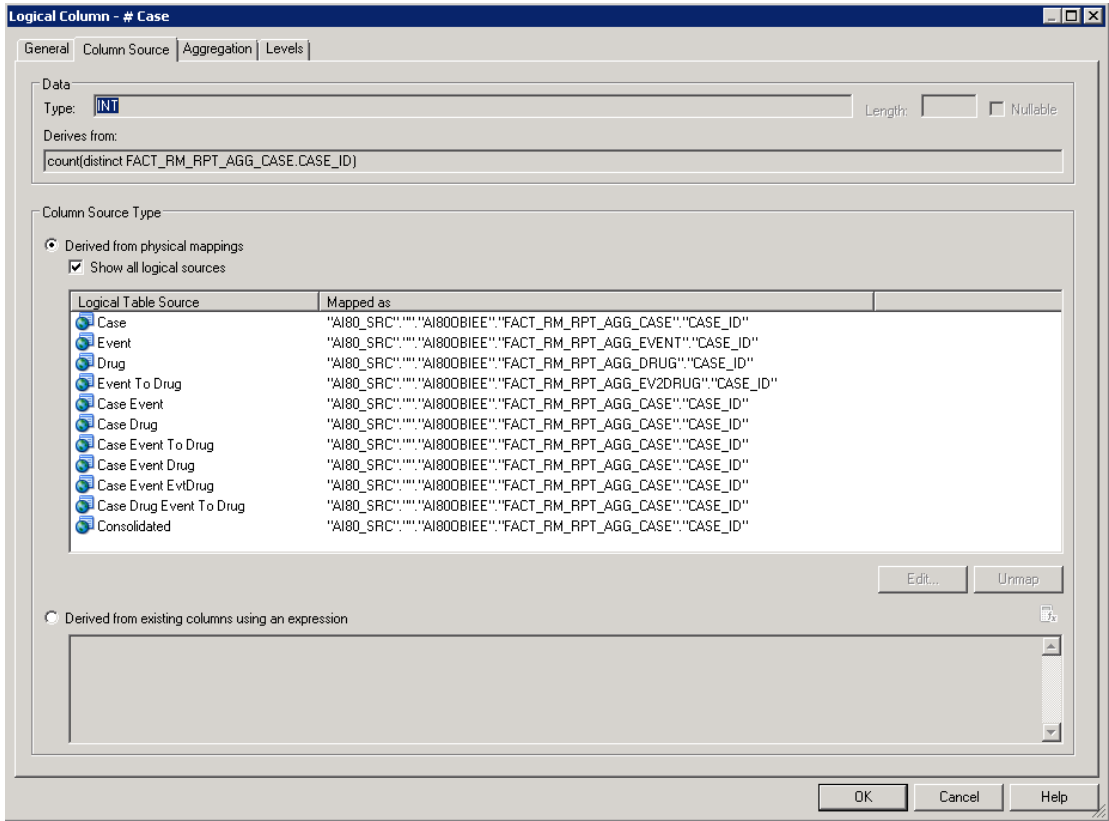 Logical Column - # Case
General Column Source Aggregation Levels
Data
Type: INT Length: Nullable
Derives from:
count(distinct FACT_RM_RPT_AGG_CASE.CASE_ID)
Column Source Type
Derived from physical mappings
Show all logical sources
Logical Table Source Mapped as
Case "AI80_SRC"."".​"AI80OBIEE"."FACT_RM_RPT_AGG_CASE"."CASE_ID"
Event "AI80_SRC"."".​"AI80OBIEE"."FACT_RM_RPT_AGG_EVENT"."CASE_ID"
Drug "AI80_SRC"."".​"AI80OBIEE"."FACT_RM_RPT_AGG_DRUG"."CASE_ID"
Event To Drug "AI80_SRC"."".​"AI80OBIEE"."FACT_RM_RPT_AGG_EV2DRUG"."CASE_ID"
Case Event "AI80_SRC"."".​"AI80OBIEE"."FACT_RM_RPT_AGG_CASE"."CASE_ID"
Case Drug "AI80_SRC"."".​"AI80OBIEE"."FACT_RM_RPT_AGG_CASE"."CASE_ID"
Case Event To Drug "AI80_SRC"."".​"AI80OBIEE"."FACT_RM_RPT_AGG_CASE"."CASE_ID"
Case Event Drug "AI80_SRC"."".​"AI80OBIEE"."FACT_RM_RPT_AGG_CASE"."CASE_ID"
Case Event EvtDrug "AI80_SRC"."".​"AI80OBIEE"."FACT_RM_RPT_AGG_CASE"."CASE_ID"
Case Drug Event To Drug "AI80_SRC"."".​"AI80OBIEE"."FACT_RM_RPT_AGG_CASE"."CASE_ID"
Consolidated "AI80_SRC"."".​"AI80OBIEE"."FACT_RM_RPT_AGG_CASE"."CASE_ID"
Edit... Unmap
Derived from existing columns using an expression
OK Cancel Help